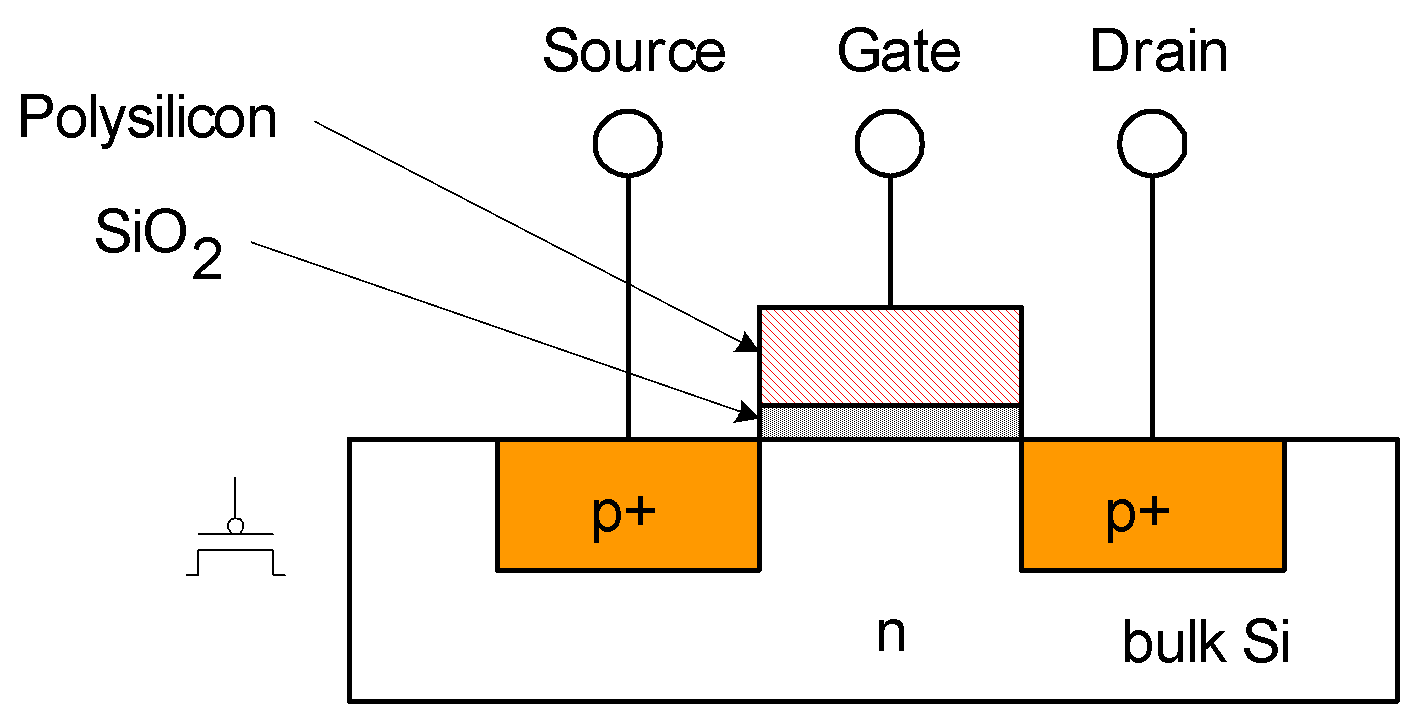 Source Gate Drain
Polysilicon
SiO2
p+ p+
n
bulk Si